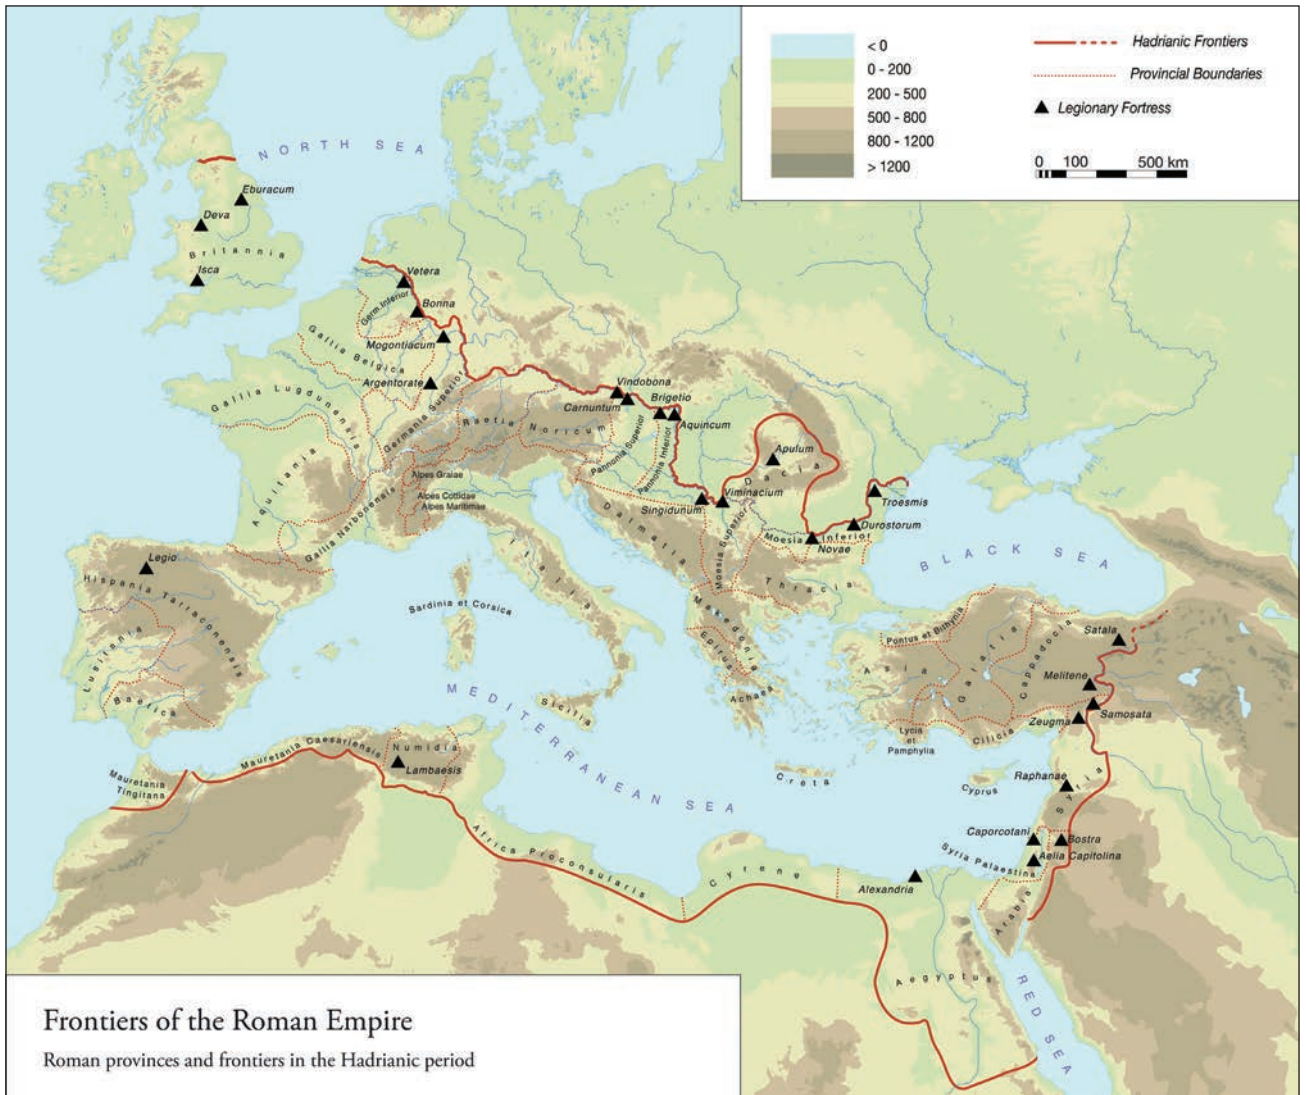 < 0
0 - 200
200 - 500
500 - 800
800 - 1200
> 1200
Hadrianic Frontiers
Provincial Boundaries
Legionary Fortress
0 100 500 km
NORTH SEA
Eburacum
Deva
Britannia
Isca
Vetera
Germ.Inferior
Bonna
Gallia Belgica
Mogontiacum
Argentorate
Gallia Lugdunense
Germania Superior
Vindobona
Carnuntum
Brigetio
Aquincum
Raetia
Noricum
Pannonia Superior
Pannonia Inferior
Apulum
Dacia
Aquitania
Alpes Graiae
Alpes Cottidae
Alpes Maritimae
Gallia Narbonensis
Singidunum
Viminacium
Troesmis
Durostorum
Moesia Inferior
Novae
Moesia Superior
Dalmatia
Italia
Thracia
BLACK SEA
Legio
Hispania Tarraconensis
Lusitania
Baetica
Sardinia et Corsica
Makedonia
Epirus
Achaea
Pontus et Bithynia
Asia
Galatia
Cappadocia
Satala
Melitene
Samosata
Zeugma
Lycia
et
Pamphylia
Cilicia
MEDITERRANEAN SEA
Sicilia
Creta
Cyprus
Raphanae
Syria
Mauretania
Tingitana
Mauretania Caesariensis
Numidia
Lambaesis
Africa Proconsularis
Cyrene
Caporcotani
Bostra
Syria Palaestina
Aelia Capitolina
Alexandria
Arabia
Aegyptus
RED SEA
Frontiers of the Roman Empire
Roman provinces and frontiers in the Hadrianic period